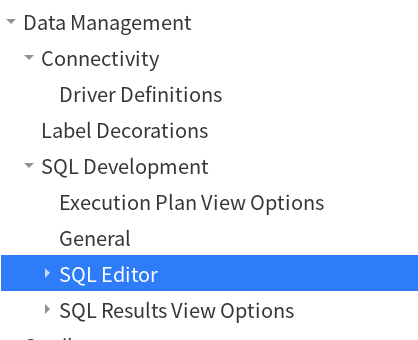 Data Management
Connectivity
Driver Definitions
Label Decorations
SQL Development
Execution Plan View Options
General
SQL Editor
SQL Results View Options